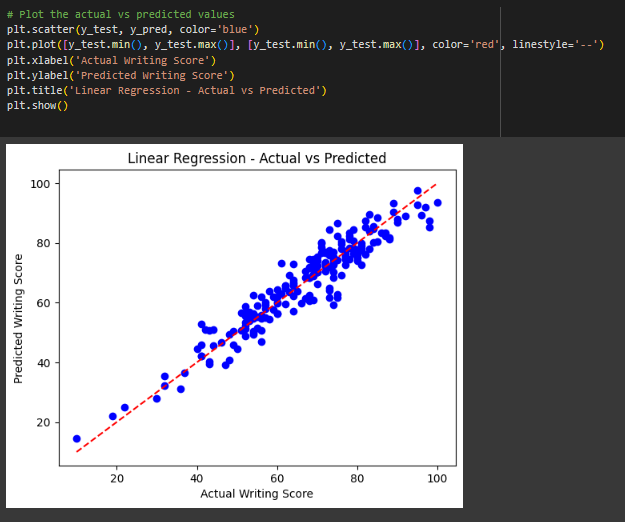 # Plot the actual vs predicted values
plt.scatter(y_test, y_pred, color='blue')
plt.plot([y_test.min(), y_test.max()], [y_test.min(), y_test.max()], color='red', linestyle='--')
plt.xlabel('Actual Writing Score')
plt.ylabel('Predicted Writing Score')
plt.title('Linear Regression - Actual vs Predicted')
plt.show()
Linear Regression - Actual vs Predicted
100
80
60
40
20
Predicted Writing Score
20 40 60 80 100
Actual Writing Score